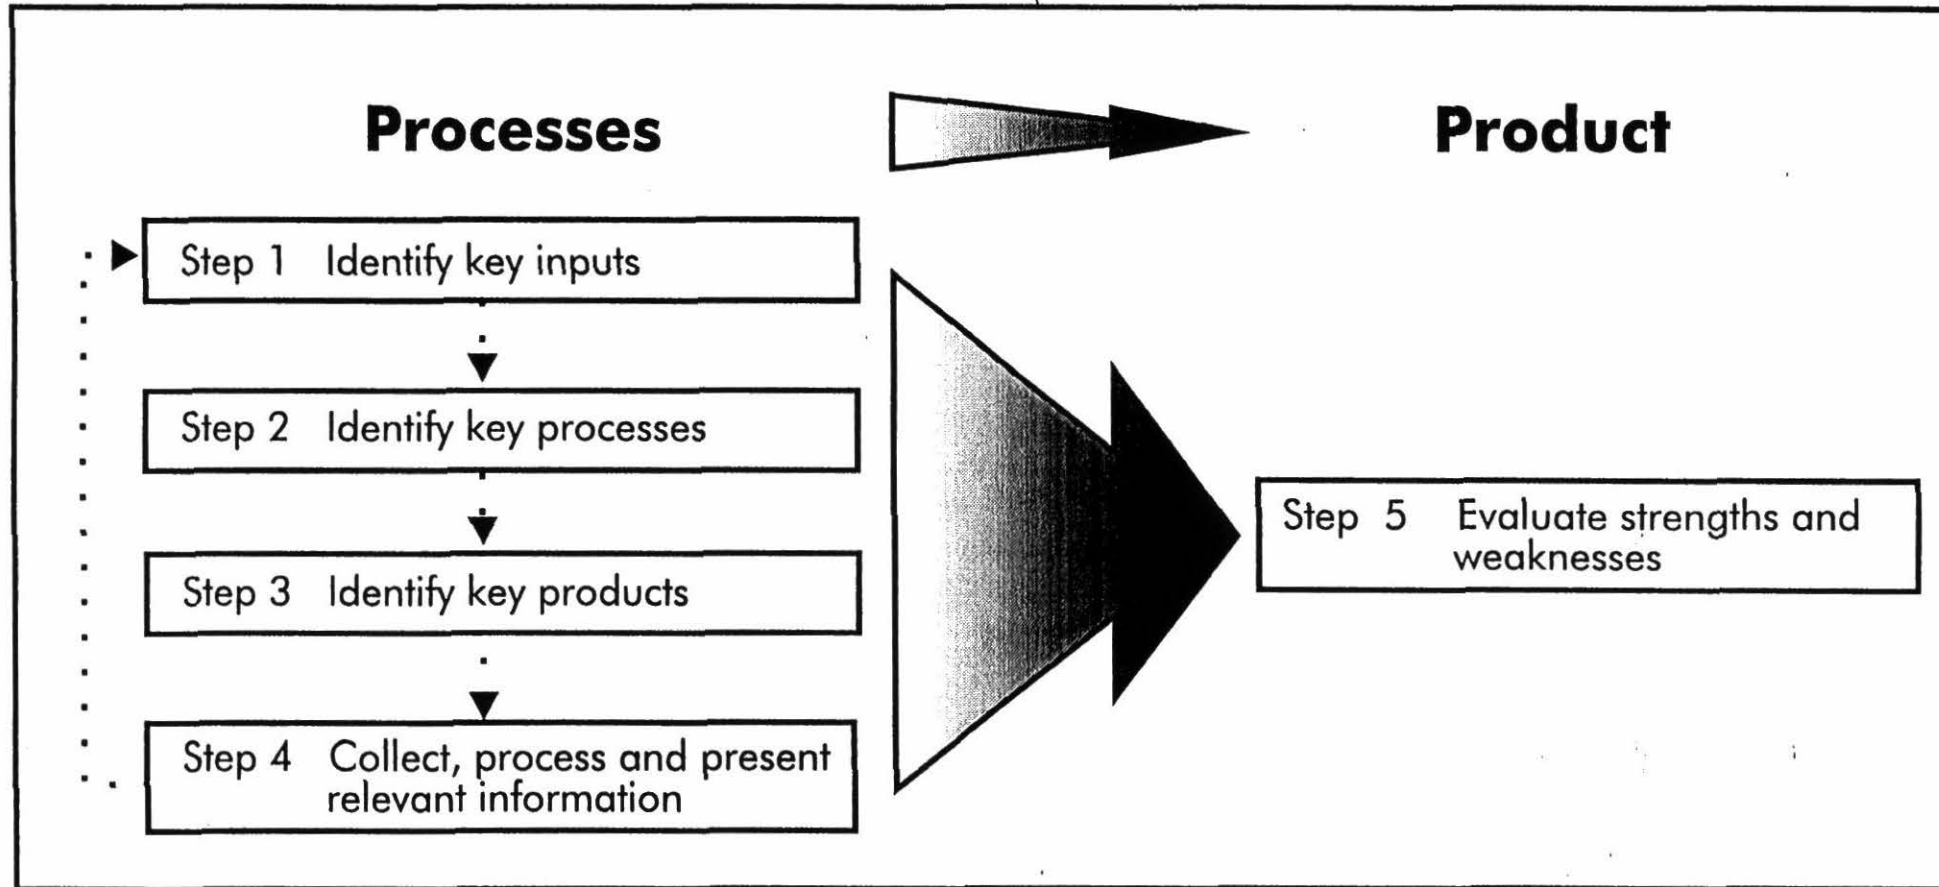 Processes
Product
Step 1 Identify key inputs
Step 2 Identify key processes
Step 3 Identify key products
Step 4 Collect, process and present
relevant information
Step 5 Evaluate strengths and
weaknesses